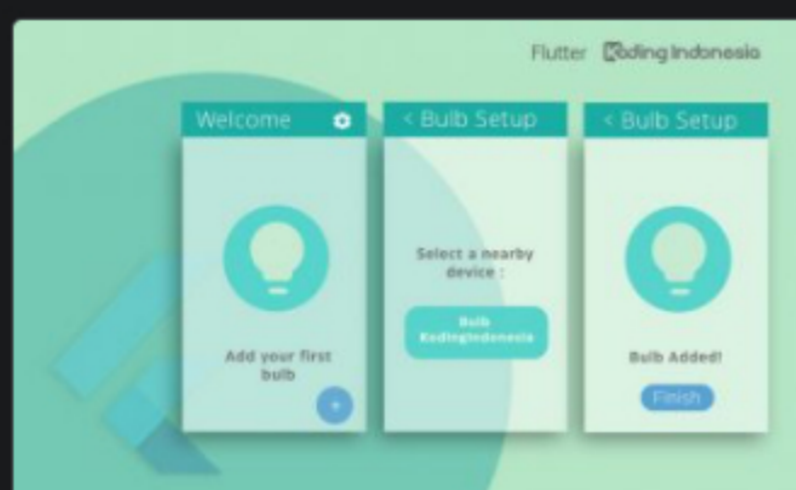 Flutter Koding Indonesia
Welcome
Add your first
bulb
+
< Bulb Setup
Select a nearby
device :
Bulb
KodingIndonesia
< Bulb Setup
Bulb Added!
Finish